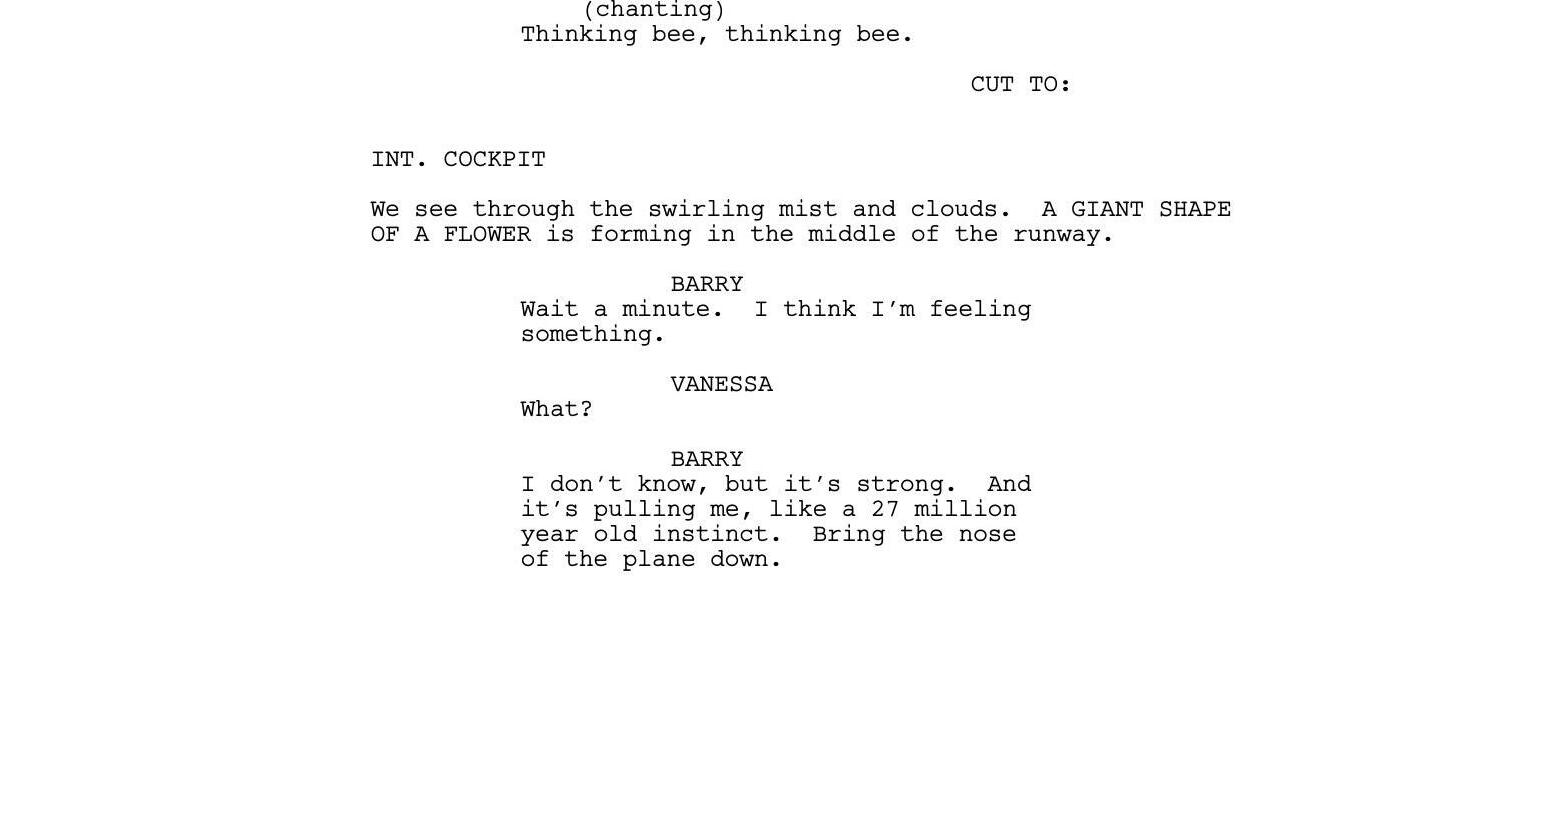 (chanting)
Thinking bee, thinking bee.
CUT TO:
INT. COCKPIT
We see through the swirling mist and clouds.  A GIANT SHAPE
OF A FLOWER is forming in the middle of the runway.
BARRY
Wait a minute.  I think I’m feeling
something.
VANESSA
What?
BARRY
I don’t know, but it’s strong.  And
it’s pulling me, like a 27 million
year old instinct.  Bring the nose
of the plane down.